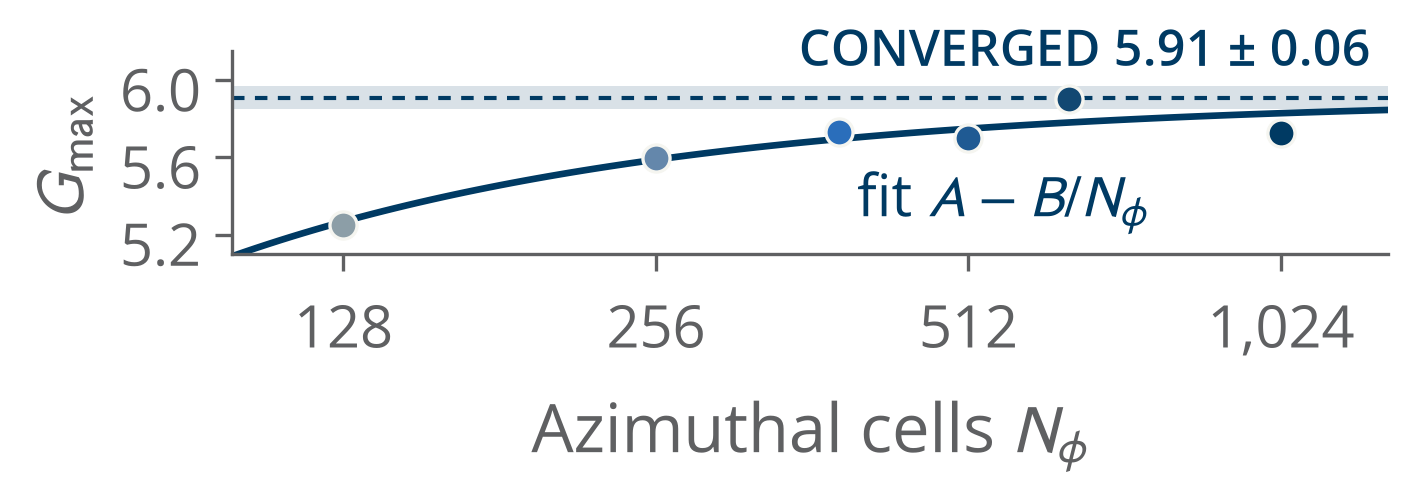 CONVERGED 5.91 ± 0.06
G_max
6.0
5.6
5.2
fit A − B/N_ϕ
128 256 512 1,024
Azimuthal cells N_ϕ